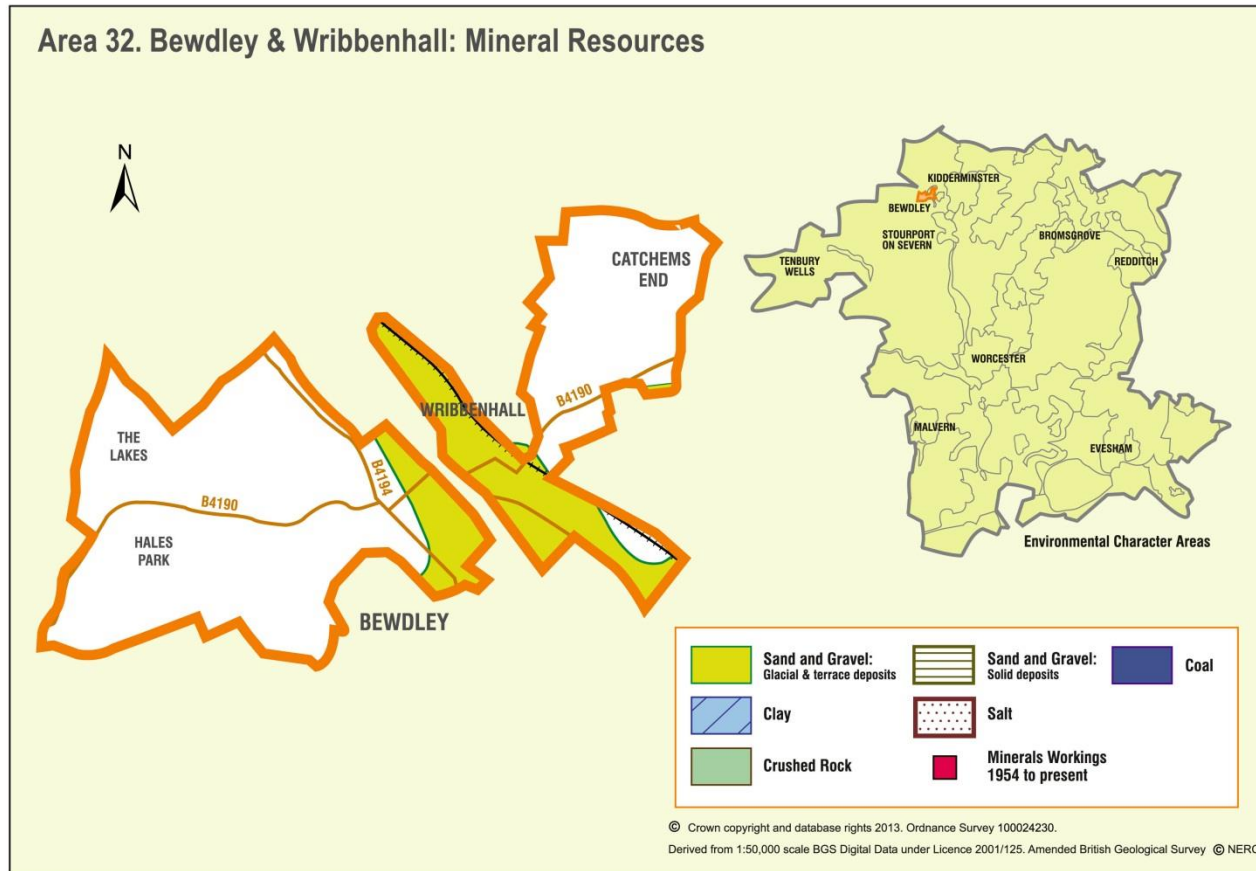 Area 32. Bewdley & Wribbenhall: Mineral Resources
N
CATCHEMS
END
B4190
WRIBBENHALL
THE
LAKES
B4194
B4190
HALES
PARK
BEWDLEY
KIDDERMINSTER
BEWDLEY
STOURPORT
ON SEVERN
BROMSGROVE
TENBURY
WELLS
REDDITCH
WORCESTER
MALVERN
EVESHAM
Environmental Character Areas
Sand and Gravel:
Glacial & terrace deposits
Sand and Gravel:
Solid deposits
Coal
Clay
Salt
Crushed Rock
Minerals Workings
1954 to present
© Crown copyright and database rights 2013. Ordnance Survey 100024230.
Derived from 1:50,000 scale BGS Digital Data under Licence 2001/125. Amended British Geological Survey © NERC